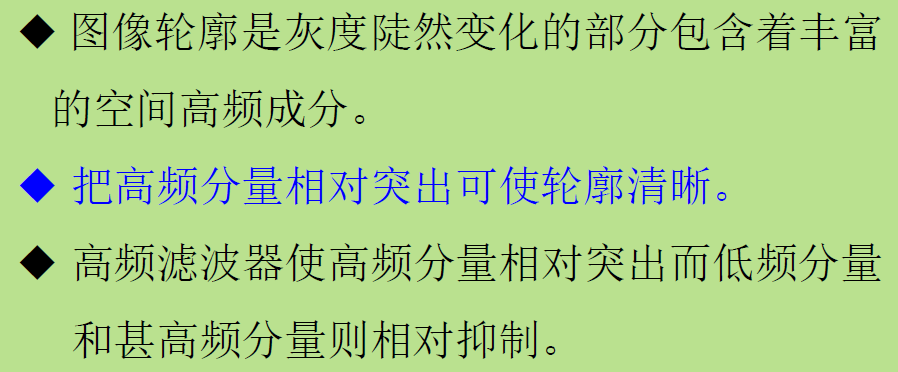 ◆ 图像轮廓是灰度陡然变化的部分包含着丰富
的空间高频成分。
◆ 把高频分量相对突出可使轮廓清晰。
◆ 高频滤波器使高频分量相对突出而低频分量
和甚高频分量则相对抑制。